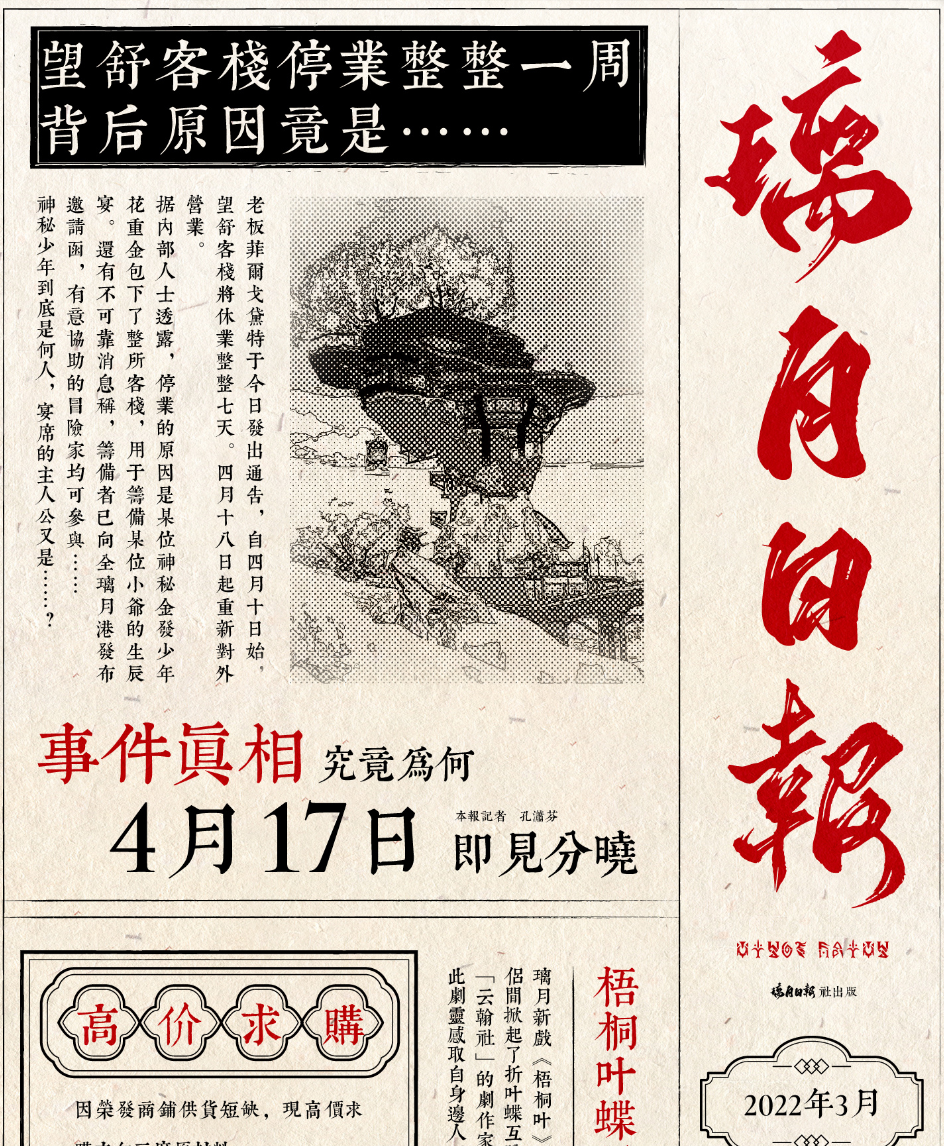 望舒客棧停業整整一周
背后原因竟是……
老板菲爾戈黛特于今日發出通告，自四月十日始，
望舒客棧將休業整整七天。四月十八日起重新對外
營業。
据內部人士透露，停業的原因是某位神秘金發少年
花重金包下了整所客棧，用于籌備某位小爺的生辰
宴。還有不可靠消息稱，籌備者已向全璃月港發布
邀請函，有意協助的冒險家均可參與……
神秘少年到底是何人，宴席的主人公又是……？
事件眞相 究竟爲何
4月17日
本報記者 孔瀟芬
即見分曉
璃月日報
璃月日報 社出版
2022年3月
梧桐叶蝶
璃月新戲《梧桐叶》
侶間掀起了折叶蝶互
「云翰社」的劇作家
此劇靈感取自身邊人
高价求購
因榮發商鋪供貨短缺，現高價求